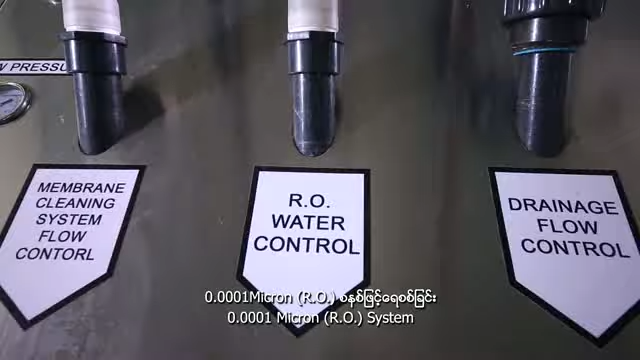 W PRESSU
MEMBRANE
CLEANING
SYSTEM
FLOW
CONTORL
R.O.
WATER
CONTROL
DRAINAGE
FLOW
CONTROL
0.0001Micron (R.O.) စနစ်ဖြင့်ရေစစ်ခြင်း
0.0001 Micron (R.O.) System